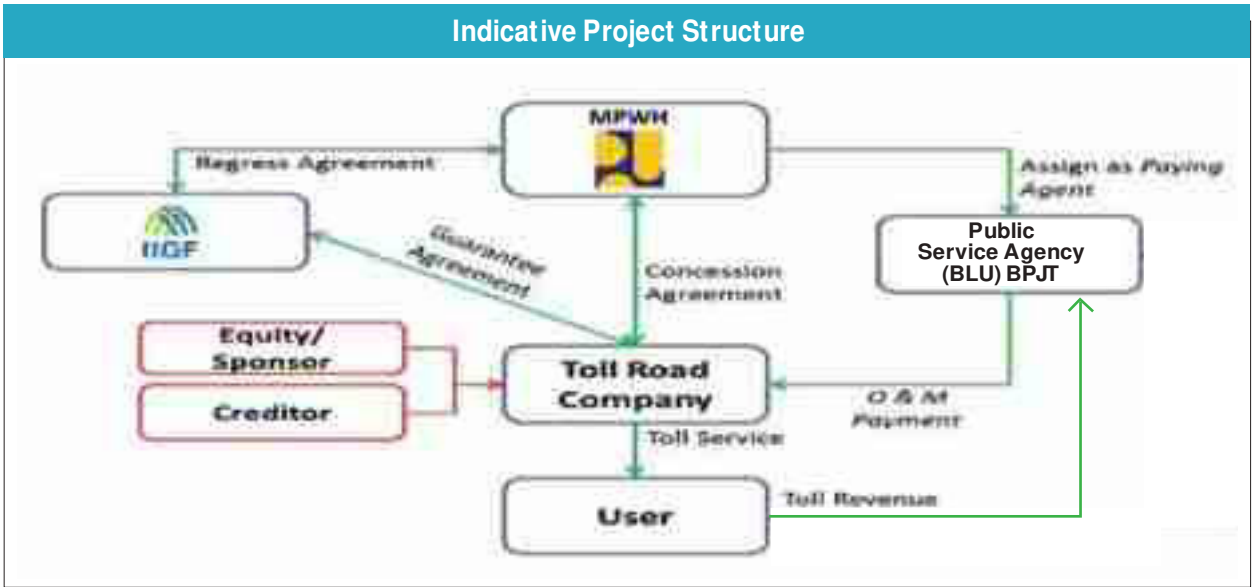 Indicative Project Structure
MPWH
Regress Agreement
Assign as Paying
Agent
IIGF
Guarantee
Agreement
Concession
Agreement
Public
Service Agency
(BLU) BPJT
Equity/
Sponsor
Creditor
Toll Road
Company
O & M
Payment
Toll Service
User
Toll Revenue